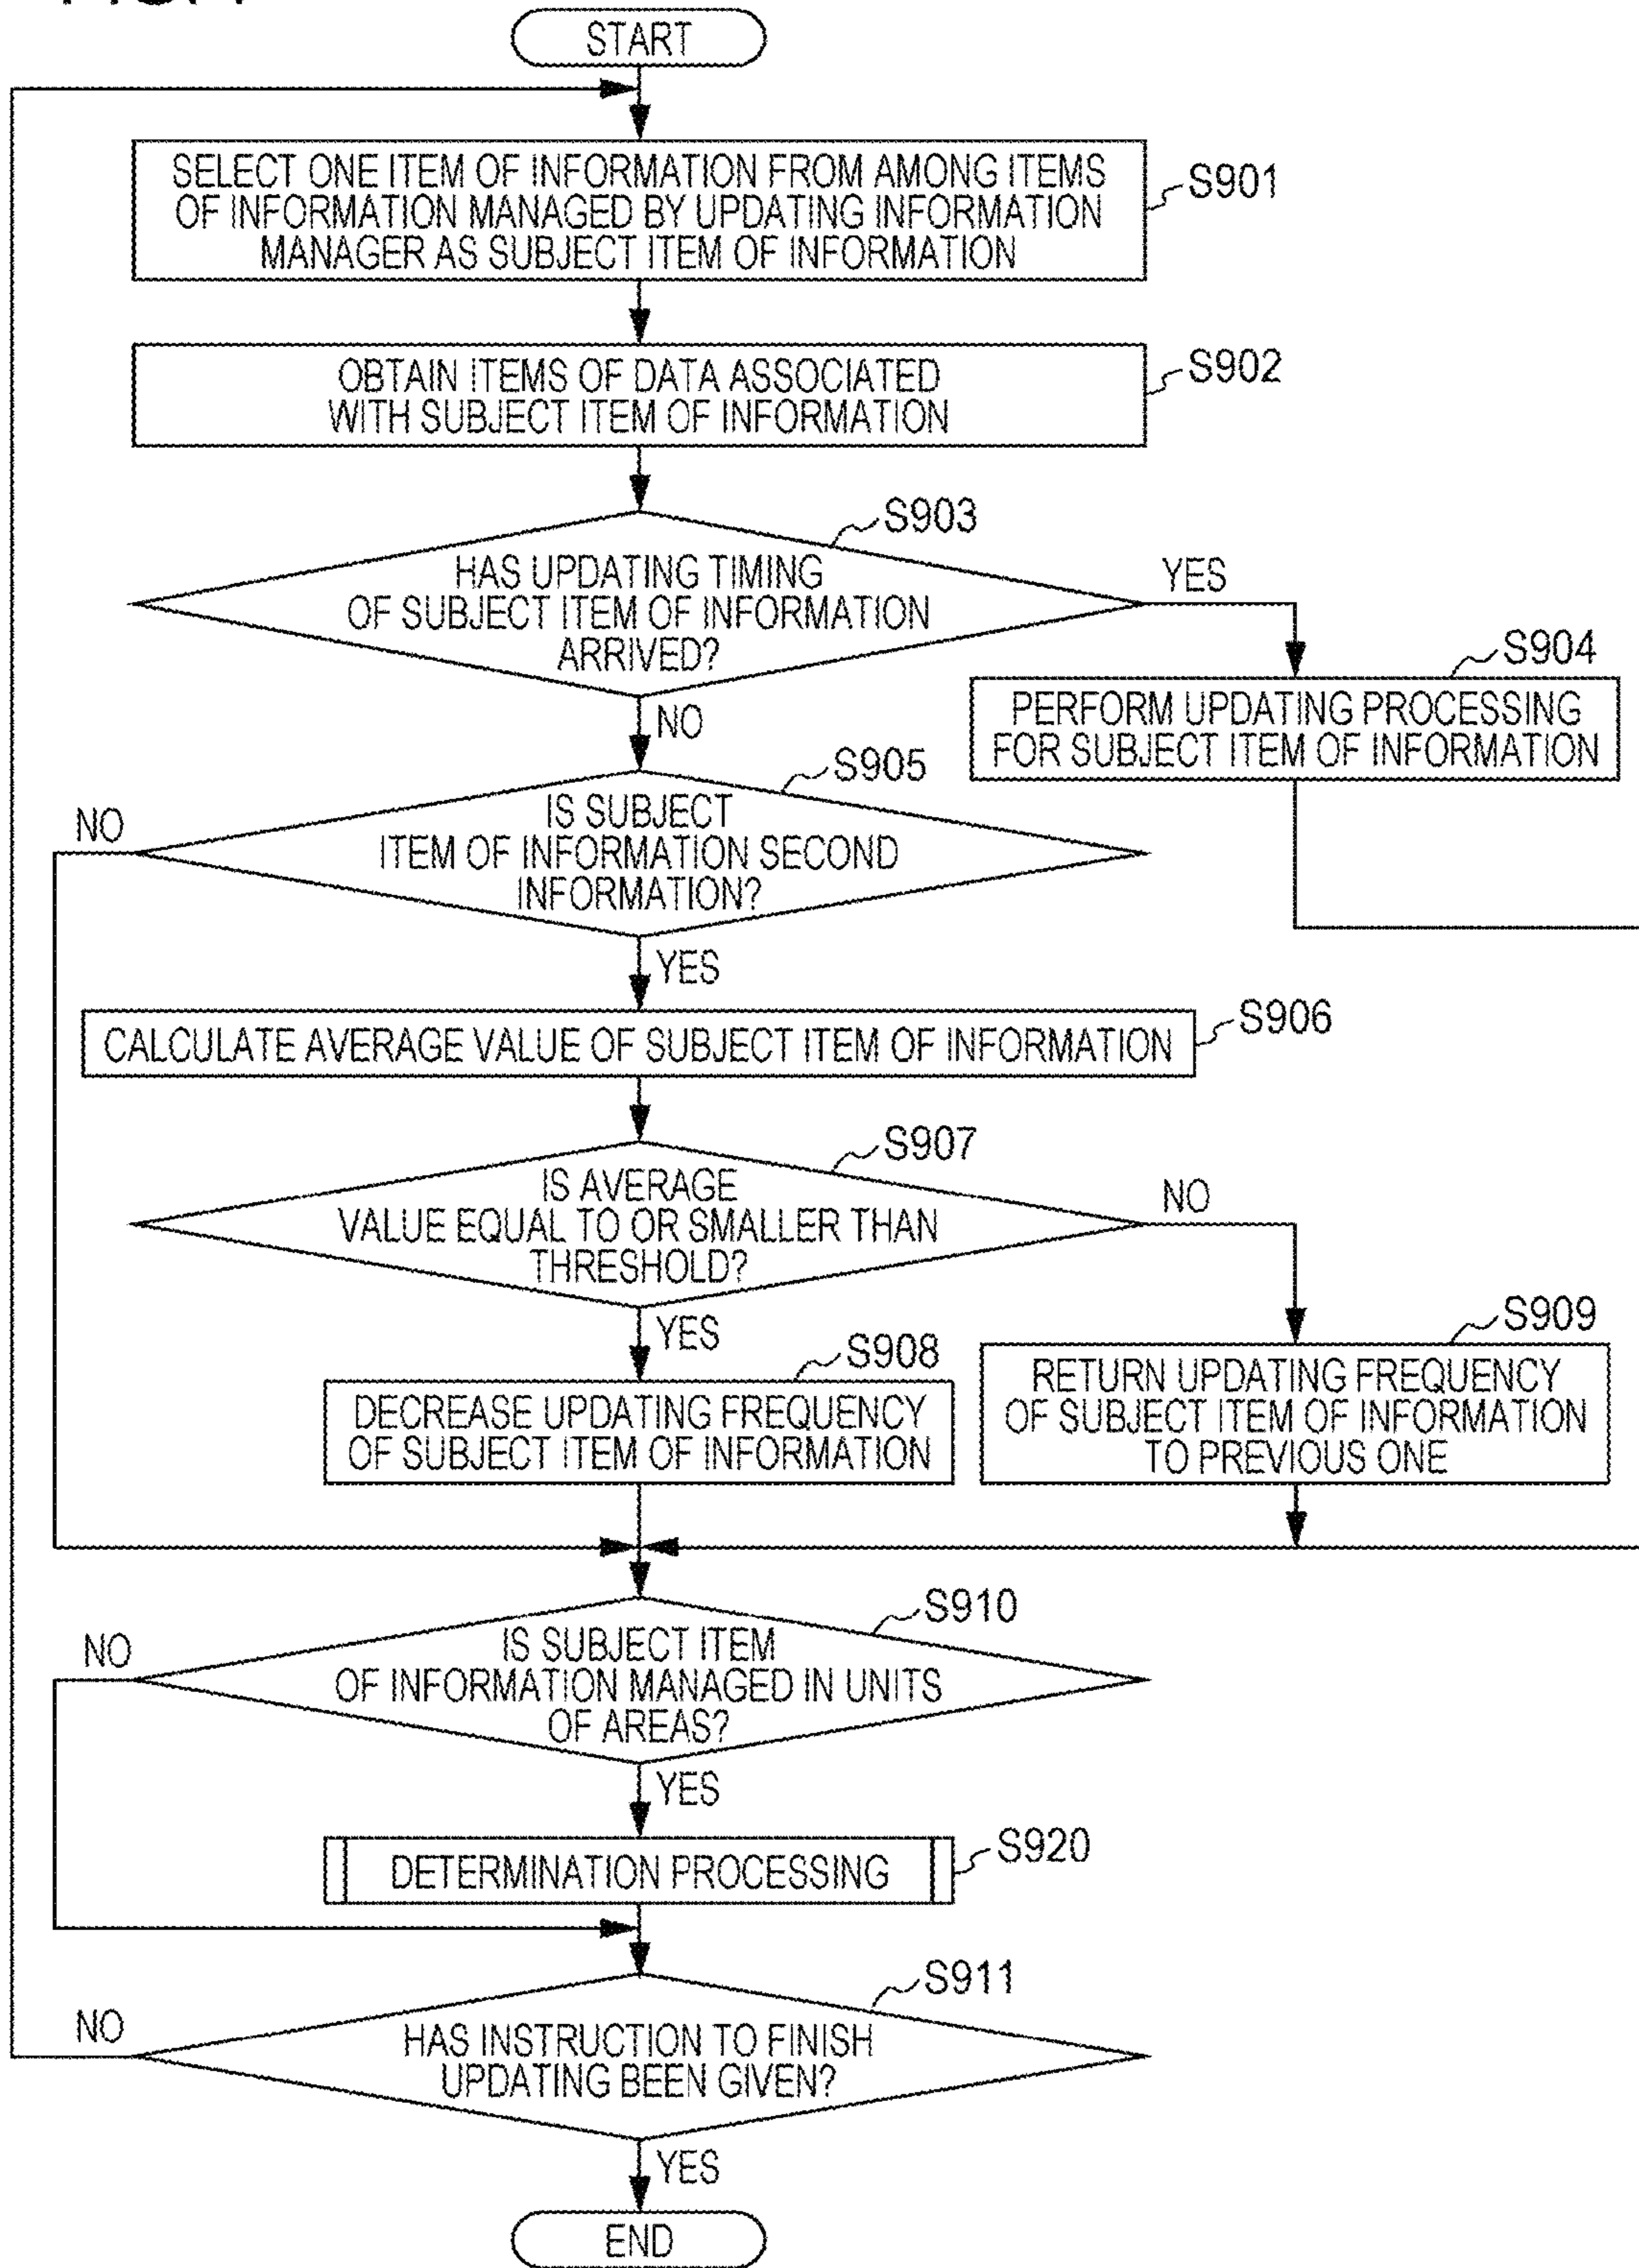 START
SELECT ONE ITEM OF INFORMATION FROM AMONG ITEMS
OF INFORMATION MANAGED BY UPDATING INFORMATION
MANAGER AS SUBJECT ITEM OF INFORMATION
S901
OBTAIN ITEMS OF DATA ASSOCIATED
WITH SUBJECT ITEM OF INFORMATION
S902
S903
HAS UPDATING TIMING
OF SUBJECT ITEM OF INFORMATION
ARRIVED?
YES
S904
PERFORM UPDATING PROCESSING
FOR SUBJECT ITEM OF INFORMATION
NO
S905
IS SUBJECT
ITEM OF INFORMATION SECOND
INFORMATION?
NO
YES
CALCULATE AVERAGE VALUE OF SUBJECT ITEM OF INFORMATION
S906
S907
IS AVERAGE
VALUE EQUAL TO OR SMALLER THAN
THRESHOLD?
NO
YES
S908
DECREASE UPDATING FREQUENCY
OF SUBJECT ITEM OF INFORMATION
S909
RETURN UPDATING FREQUENCY
OF SUBJECT ITEM OF INFORMATION
TO PREVIOUS ONE
S910
IS SUBJECT ITEM
OF INFORMATION MANAGED IN UNITS
OF AREAS?
NO
YES
DETERMINATION PROCESSING
S920
S911
HAS INSTRUCTION TO FINISH
UPDATING BEEN GIVEN?
NO
YES
END